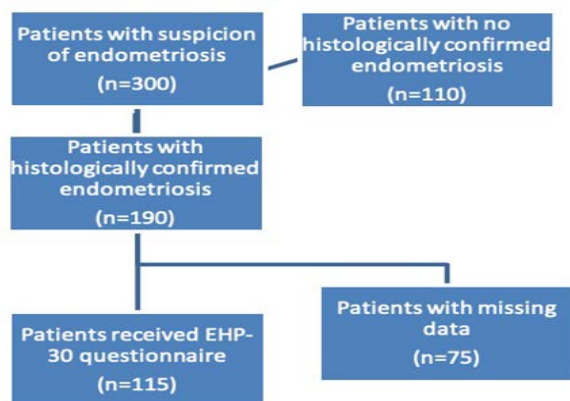 Patients with suspicion
of endometriosis
(n=300)
Patients with no
histologically confirmed
endometriosis
(n=110)
Patients with
histologically confirmed
endometriosis
(n=190)
Patients received EHP-
30 questionnaire
(n=115)
Patients with missing
data
(n=75)